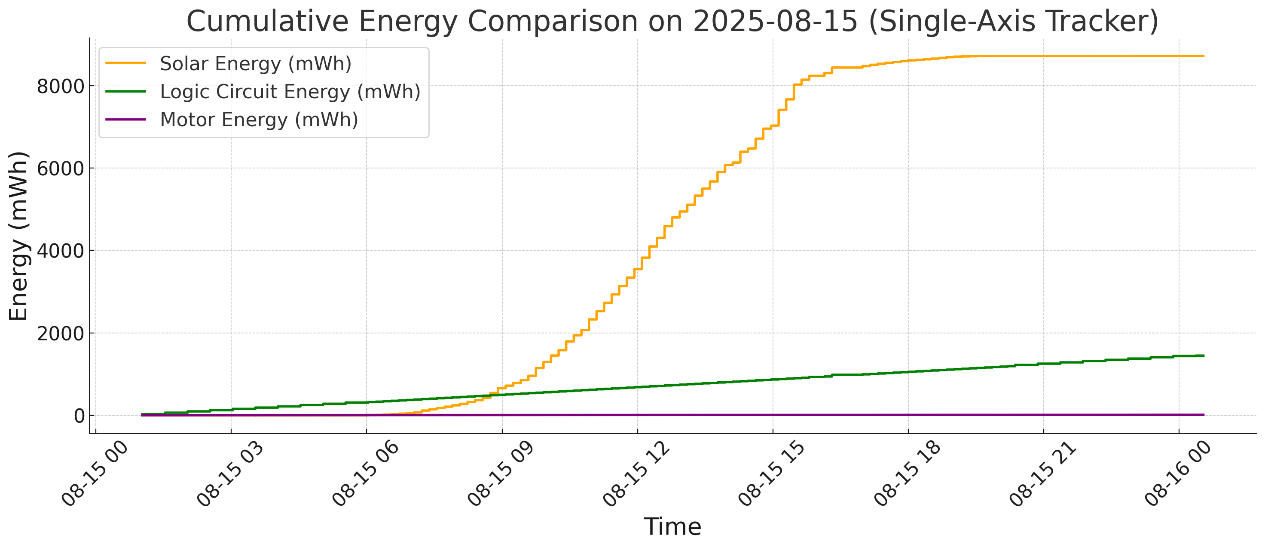 Cumulative Energy Comparison on 2025-08-15 (Single-Axis Tracker)
Solar Energy (mWh)
Logic Circuit Energy (mWh)
Motor Energy (mWh)
Energy (mWh)
8000
6000
4000
2000
0
08-15 00
08-15 03
08-15 06
08-15 09
08-15 12
08-15 15
08-15 18
08-15 21
08-16 00
Time